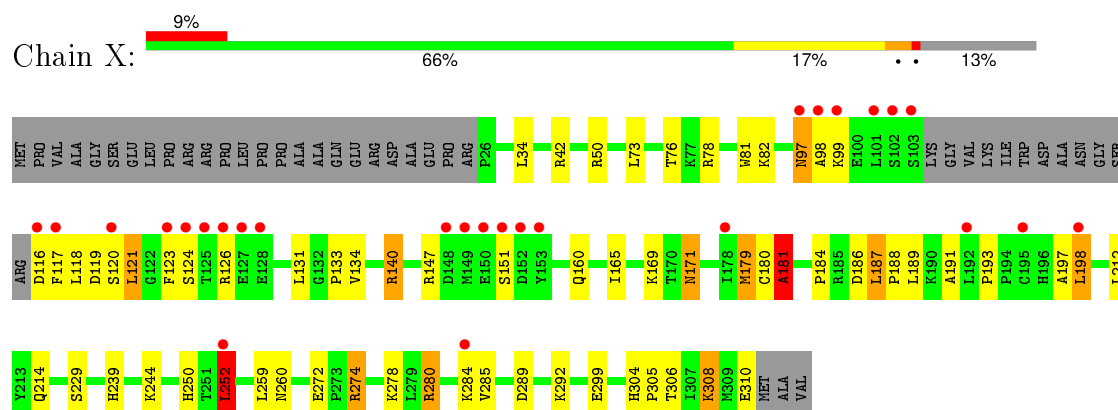 9%
Chain X:
66% 17% • • 13%
MET PRO VAL ALA GLY SER GLU LEU PRO ARG ARG PRO LEU PRO PRO ALA ALA GLN GLU ARG ASP ALA GLU PRO ARG P26 L34 R42 R50 L73 T76 K77 R78 W81 K82 N97 A98 K99 E100 L101 S102 S103 LYS GLY VAL LYS ILE TRP ASP ALA ASN GLY SER
ARG D116 F117 L118 D119 S120 L121 G122 F123 S124 T125 R126 E127 E128 L131 G132 P133 V134 R140 R147 D148 M149 E150 S151 D152 Y153 Q160 I165 K169 T170 N171 I178 M179 C180 A181 P184 R185 D186 L187 P188 L189 K190 A191 L192 P193 P194 C195 H196 A197 L198 L212
Y213 Q214 S229 H239 K244 H250 T251 L252 L259 N260 E272 P273 R274 K278 L279 R280 K284 V285 D289 K292 E299 H304 P305 T306 I307 K308 M309 E310 MET ALA VAL